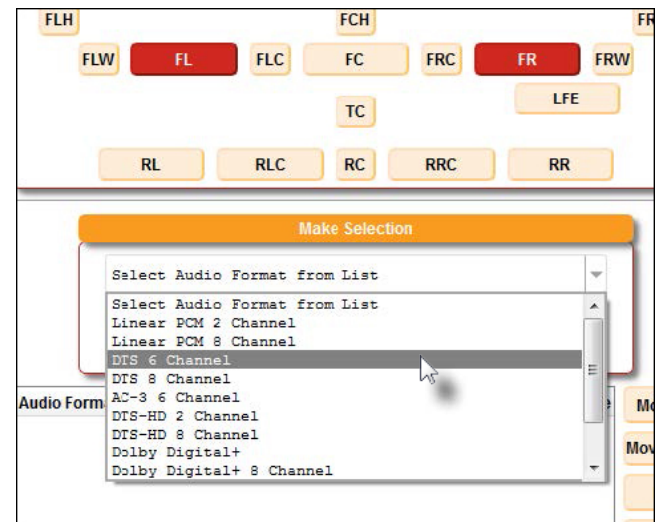 FLH FCH FR
FLW FL FLC FC FRC FR FRW
LFE
TC
RL RLC RC RRC RR
Make Selection
Select Audio Format from List
Select Audio Format from List
Linear PCM 2 Channel
Linear PCM 8 Channel
DTS 6 Channel
DTS 8 Channel
AC-3 6 Channel
Audio Form e Mo
DTS-HD 2 Channel
DTS-HD 8 Channel
Dolby Digital+ Mov
Dolby Digital+ 8 Channel